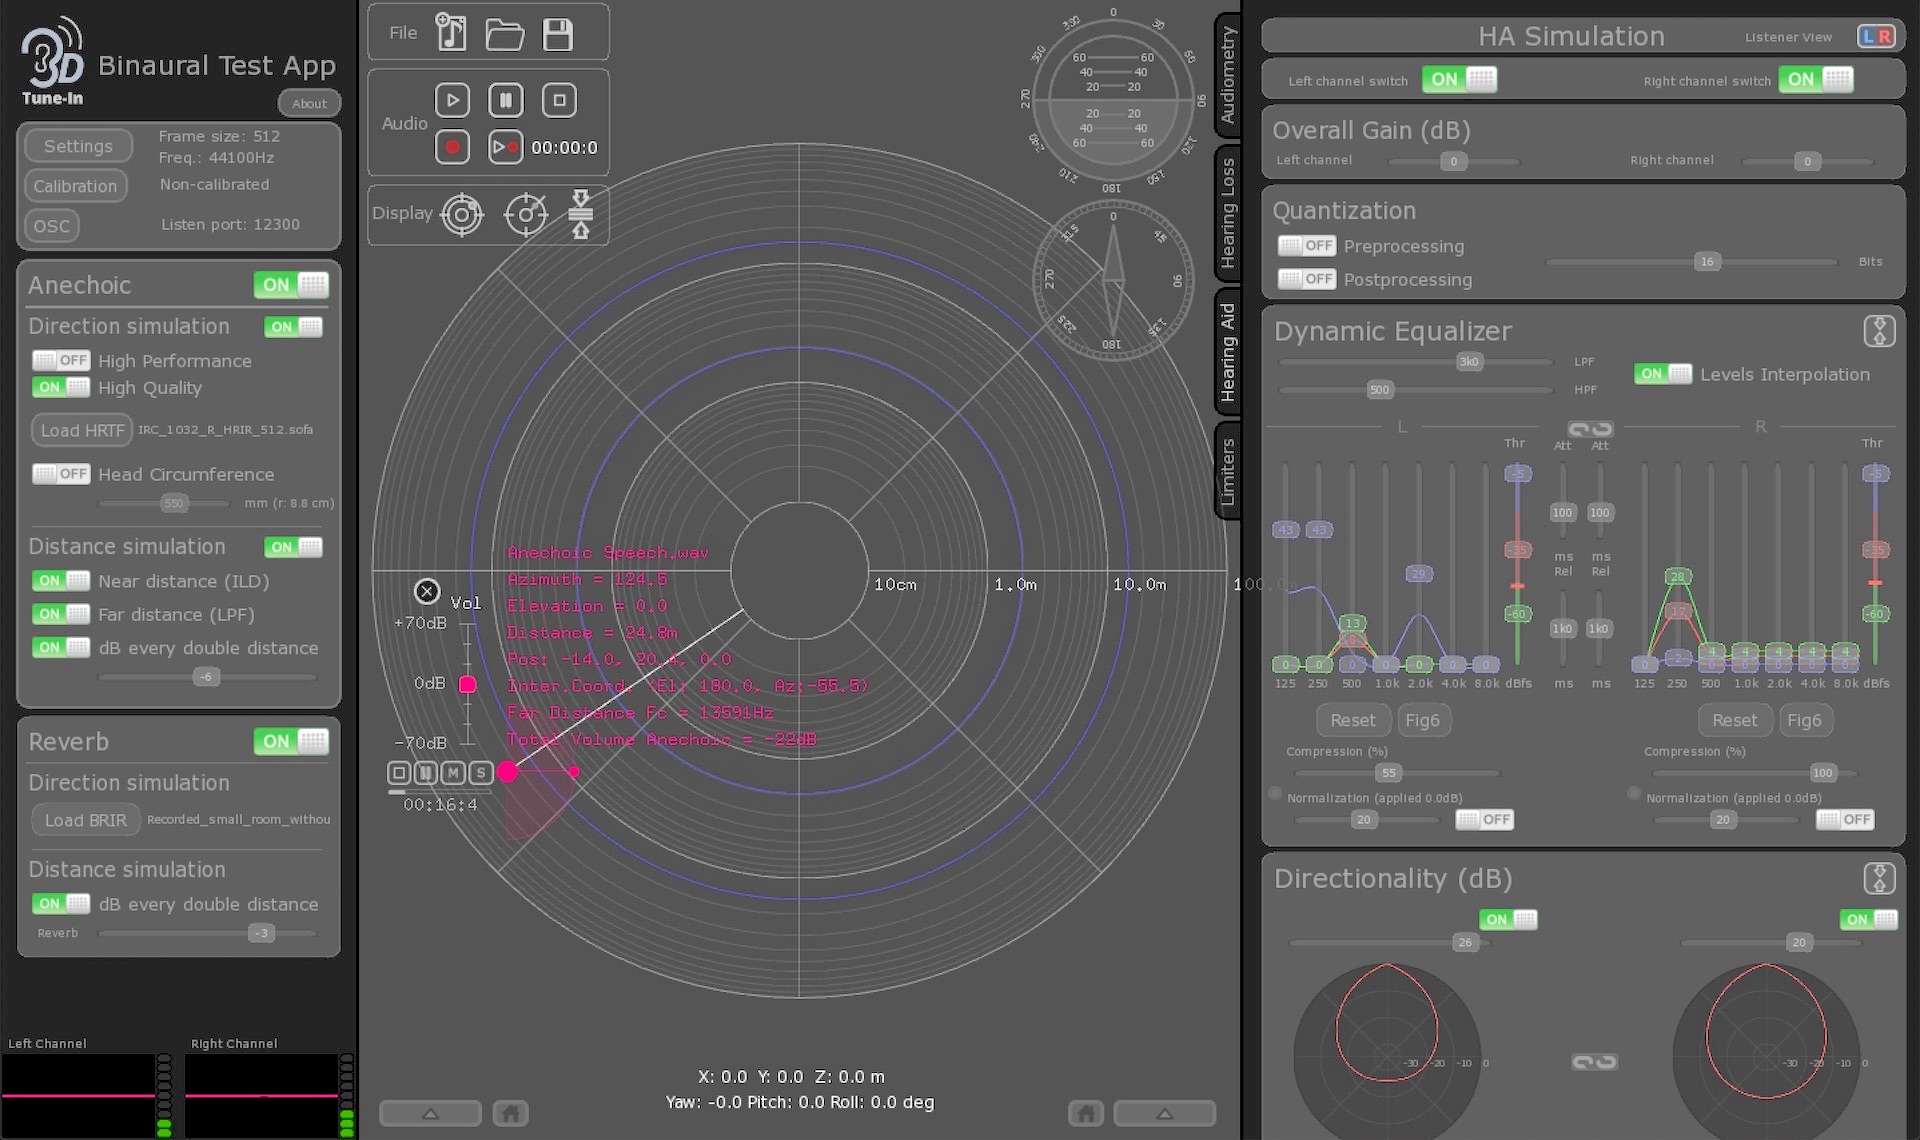 3D
Tune-In
Binaural Test App
About
Settings
Frame size: 512
Freq.: 44100Hz
Calibration
Non-calibrated
OSC
Listen port: 12300
Anechoic
ON
Direction simulation
ON
OFF High Performance
ON High Quality
Load HRTF IRC_1032_R_HRIR_512.sofa
OFF Head Circumference
550 mm (r: 8.8 cm)
Distance simulation
ON
ON Near distance (ILD)
ON Far distance (LPF)
ON dB every double distance
-6
Reverb
ON
Direction simulation
Load BRIR Recorded_small_room_withou
Distance simulation
ON dB every double distance
Reverb -3
Left Channel
Right Channel
File
Audio
00:00:0
Display
0 30 60 90 120 150 180 210 240 270 300 330
60 60
40 40
20 20
20 20
40 40
60 60
0 45 90 135 180 225 270 315
10cm 1.0m 10.0m 100.0m
Anechoic Speech.wav
Azimuth = 124.5
Elevation = 0.0
Distance = 24.8m
Pos: -14.0, 20.4, 0.0
Inter.Coord. (El: 180.0, Az:-55.5)
Far Distance Fc = 13591Hz
Total Volume Anechoic = -22dB
Vol
+70dB
0dB
-70dB
M S
00:16:4
X: 0.0 Y: 0.0 Z: 0.0 m
Yaw: -0.0 Pitch: 0.0 Roll: 0.0 deg
Audiometry
Hearing Loss
Hearing Aid
Limiters
HA Simulation
Listener View
L R
Left channel switch ON
Right channel switch ON
Overall Gain (dB)
Left channel 0
Right channel 0
Quantization
OFF Preprocessing
16 Bits
OFF Postprocessing
Dynamic Equalizer
3k0 LPF
ON Levels Interpolation
500 HPF
L R
Thr Att Att Thr
-5 -5
43 43
100 100
-35 -35
ms ms
Rel Rel
29 28
-60 17 -60
13 8
1k0 1k0
0 0 0 0 0 0 0
0 -2 4 4 4 4 4
0 0 0 0 0
125 250 500 1.0k 2.0k 4.0k 8.0k dBfs
ms ms
125 250 500 1.0k 2.0k 4.0k 8.0k dBfs
Reset Fig6
Reset Fig6
Compression (%)
55
Compression (%)
100
Normalization (applied 0.0dB)
20 OFF
Normalization (applied 0.0dB)
20 OFF
Directionality (dB)
ON ON
26 20
-30 -20 -10 0
-30 -20 -10 0